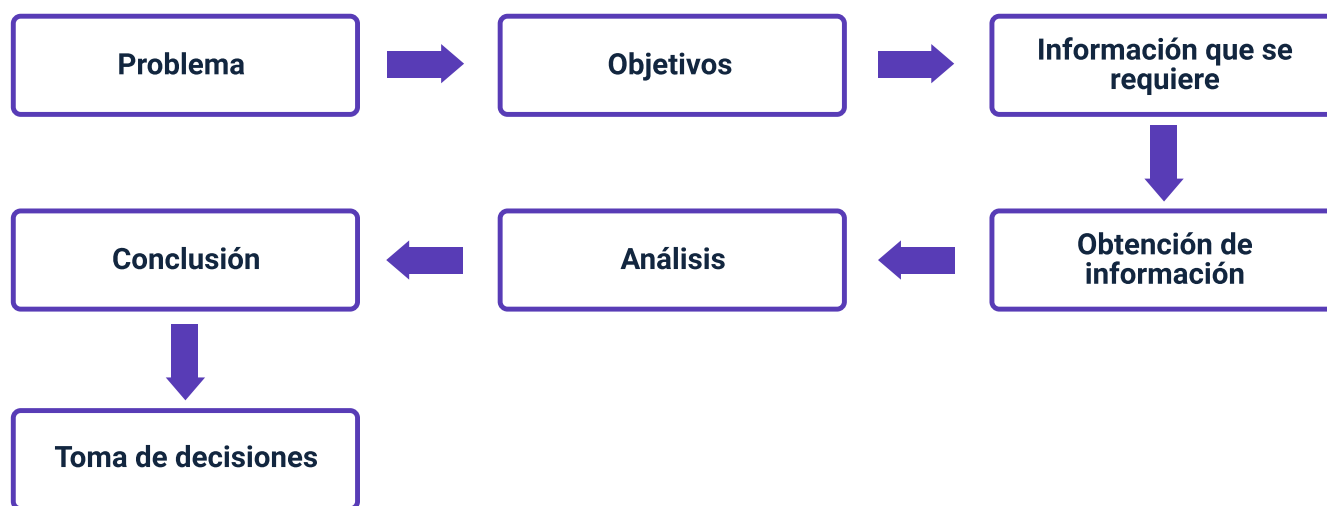 Problema
Objetivos
Información que se
requiere
Obtención de
información
Análisis
Conclusión
Toma de decisiones